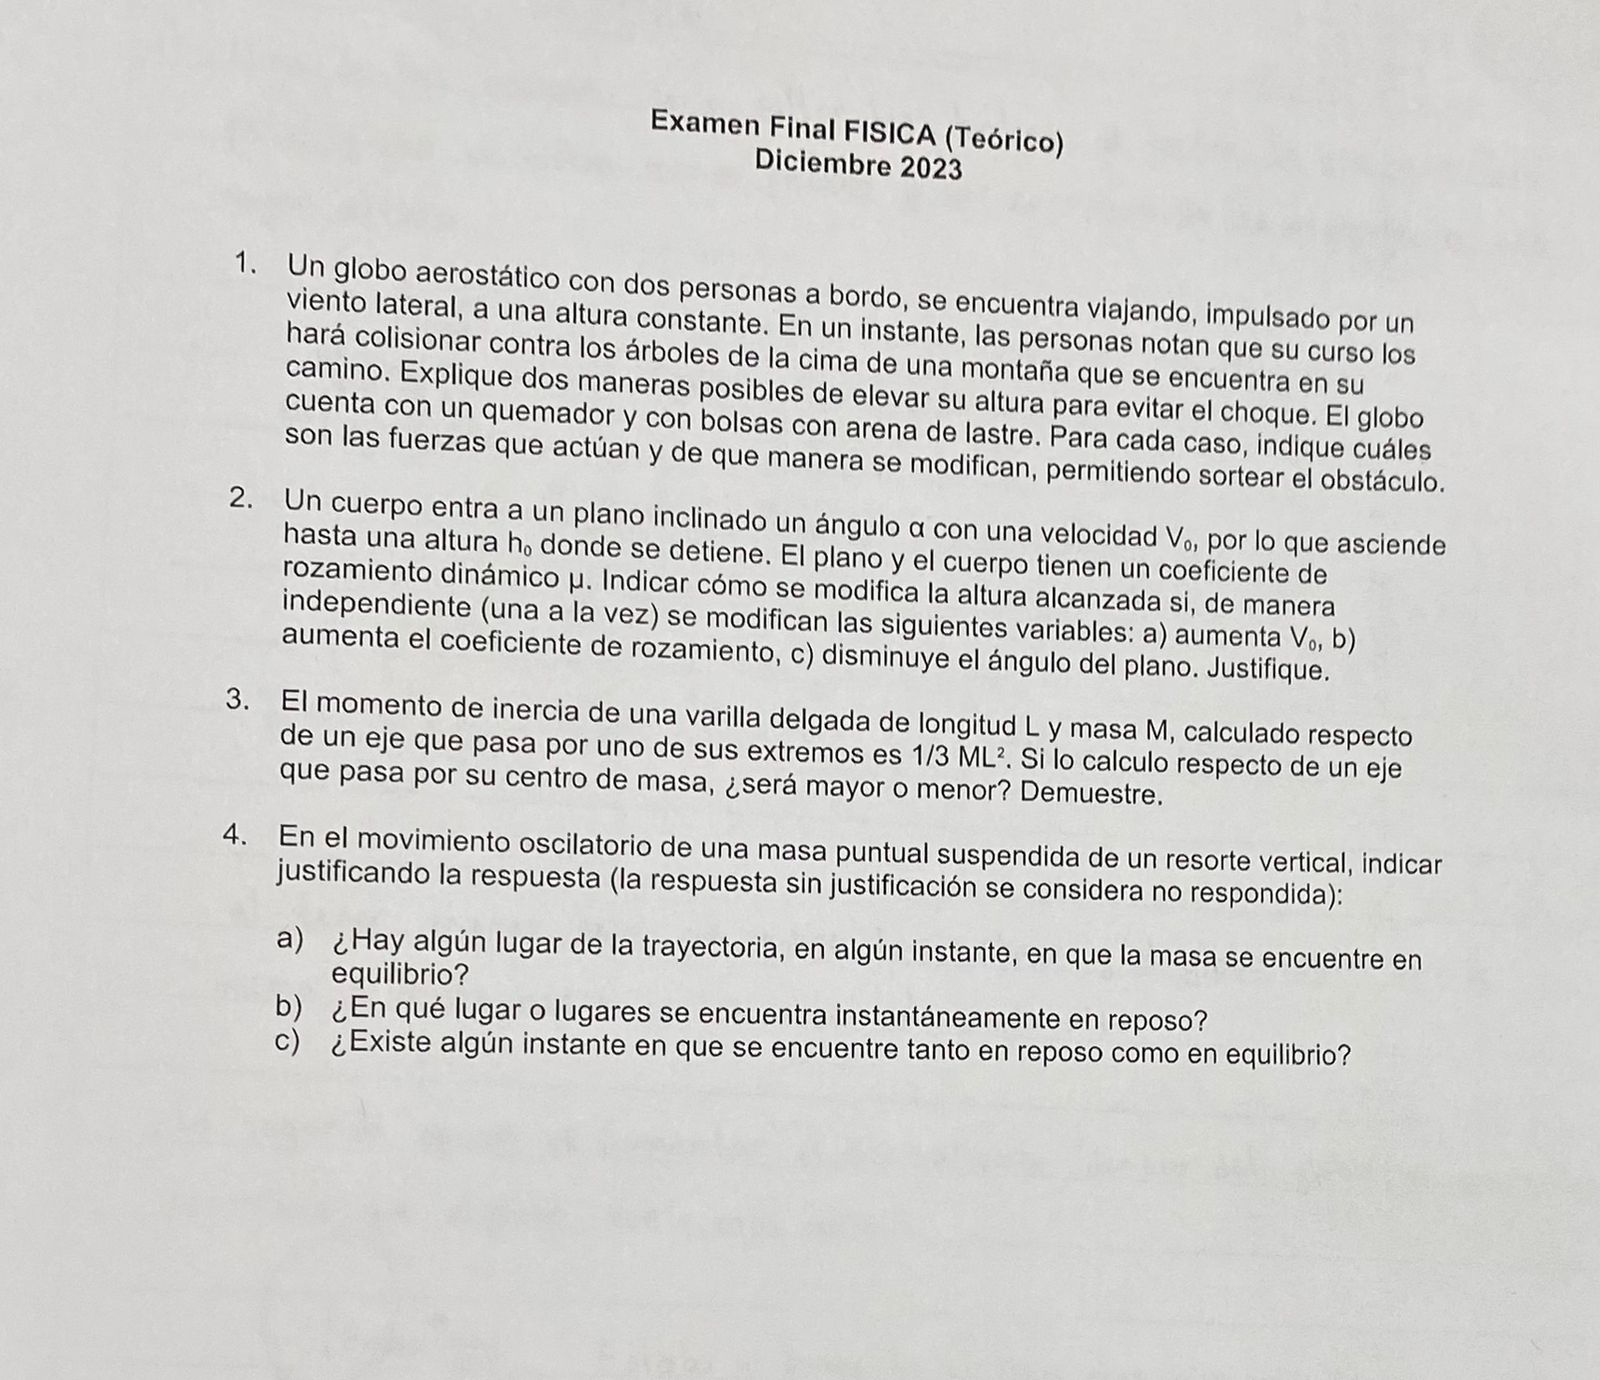 Examen Final FISICA (Teórico)
Diciembre 2023
1. Un globo aerostático con dos personas a bordo, se encuentra viajando, impulsado por un
viento lateral, a una altura constante. En un instante, las personas notan que su curso los
hará colisionar contra los árboles de la cima de una montaña que se encuentra en su
camino. Explique dos maneras posibles de elevar su altura para evitar el choque. El globo
cuenta con un quemador y con bolsas con arena de lastre. Para cada caso, indique cuáles
son las fuerzas que actúan y de que manera se modifican, permitiendo sortear el obstáculo.
2. Un cuerpo entra a un plano inclinado un ángulo α con una velocidad V₀, por lo que asciende
hasta una altura h₀ donde se detiene. El plano y el cuerpo tienen un coeficiente de
rozamiento dinámico μ. Indicar cómo se modifica la altura alcanzada si, de manera
independiente (una a la vez) se modifican las siguientes variables: a) aumenta V₀, b)
aumenta el coeficiente de rozamiento, c) disminuye el ángulo del plano. Justifique.
3. El momento de inercia de una varilla delgada de longitud L y masa M, calculado respecto
de un eje que pasa por uno de sus extremos es 1/3 ML². Si lo calculo respecto de un eje
que pasa por su centro de masa, ¿será mayor o menor? Demuestre.
4. En el movimiento oscilatorio de una masa puntual suspendida de un resorte vertical, indicar
justificando la respuesta (la respuesta sin justificación se considera no respondida):
a) ¿Hay algún lugar de la trayectoria, en algún instante, en que la masa se encuentre en
equilibrio?
b) ¿En qué lugar o lugares se encuentra instantáneamente en reposo?
c) ¿Existe algún instante en que se encuentre tanto en reposo como en equilibrio?